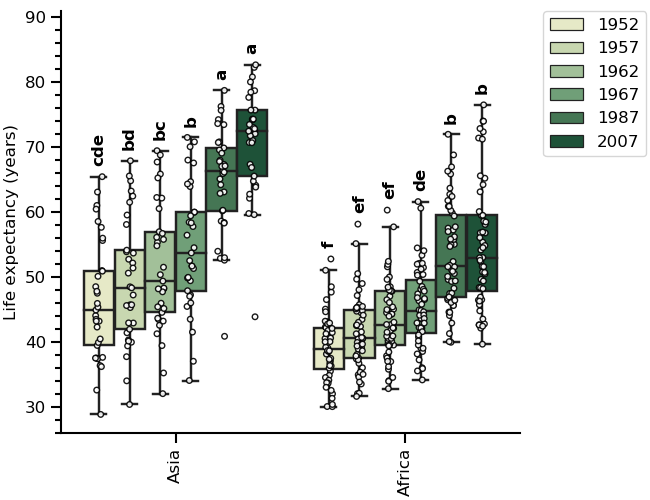 90
80
70
60
50
40
30
Life expectancy (years)
cde
bd
bc
b
a
a
f
ef
ef
de
b
b
Asia
Africa
1952
1957
1962
1967
1987
2007